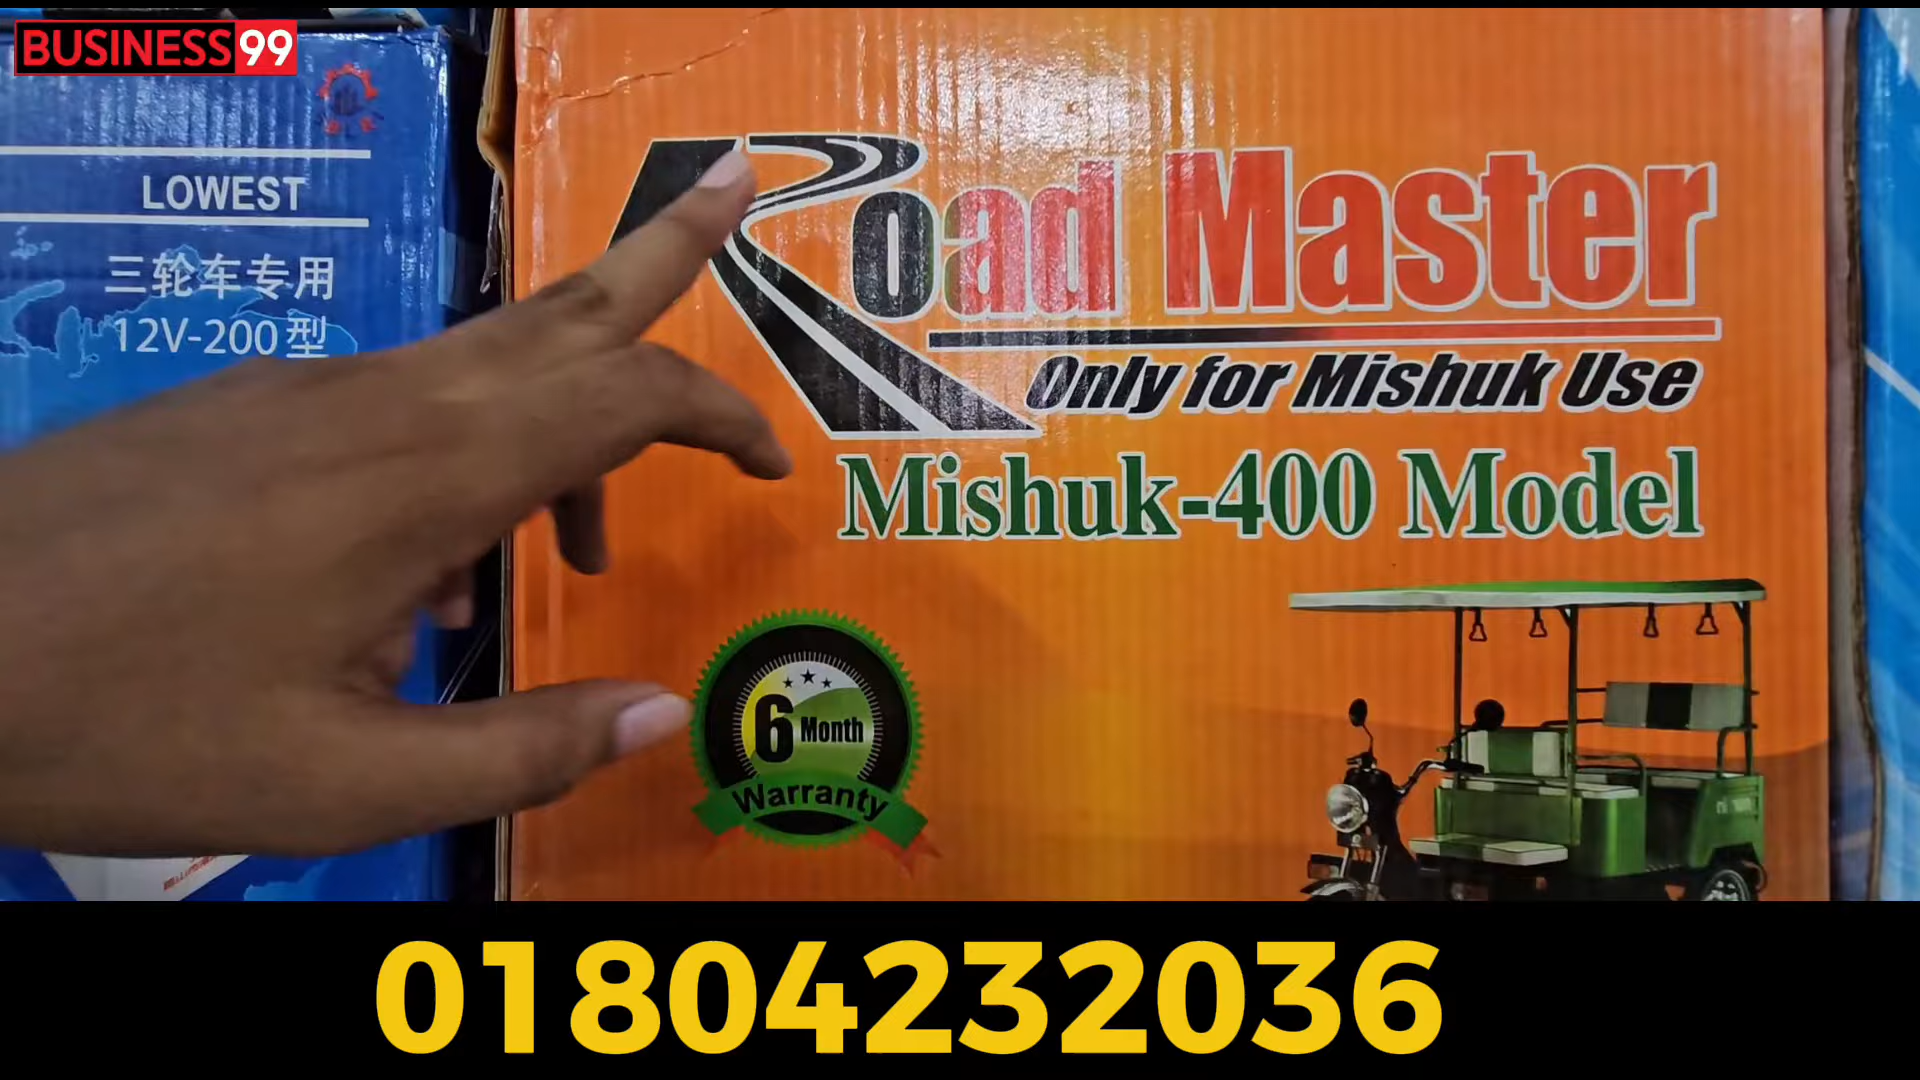 BUSINESS99
LOWEST
三轮车专用
12V-200型
Road Master
Only for Mishuk Use
Mishuk-400 Model
6 Month
Warranty
01804232036